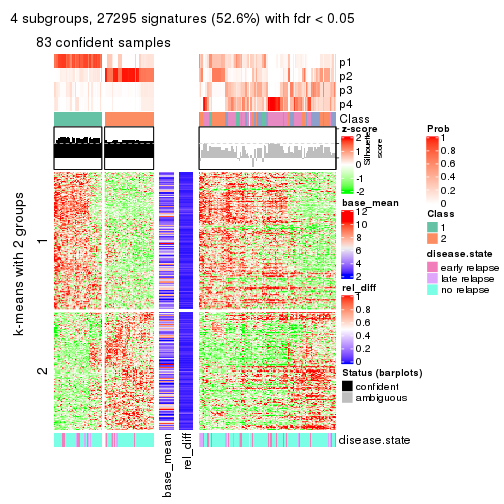 4 subgroups, 27295 signatures (52.6%) with fdr < 0.05
83 confident samples
p1
p2
p3
p4
Class
k-means with 2 groups
1
2
z-score
2
1
0
-1
-2
Silhouette
score
base_mean
12
10
8
6
4
2
rel_diff
1
0.8
0.6
0.4
0.2
0
Status (barplots)
confident
ambiguous
Prob
1
0.8
0.6
0.4
0.2
0
Class
1
2
disease.state
early relapse
late relapse
no relapse
disease.state
base_mean
rel_diff